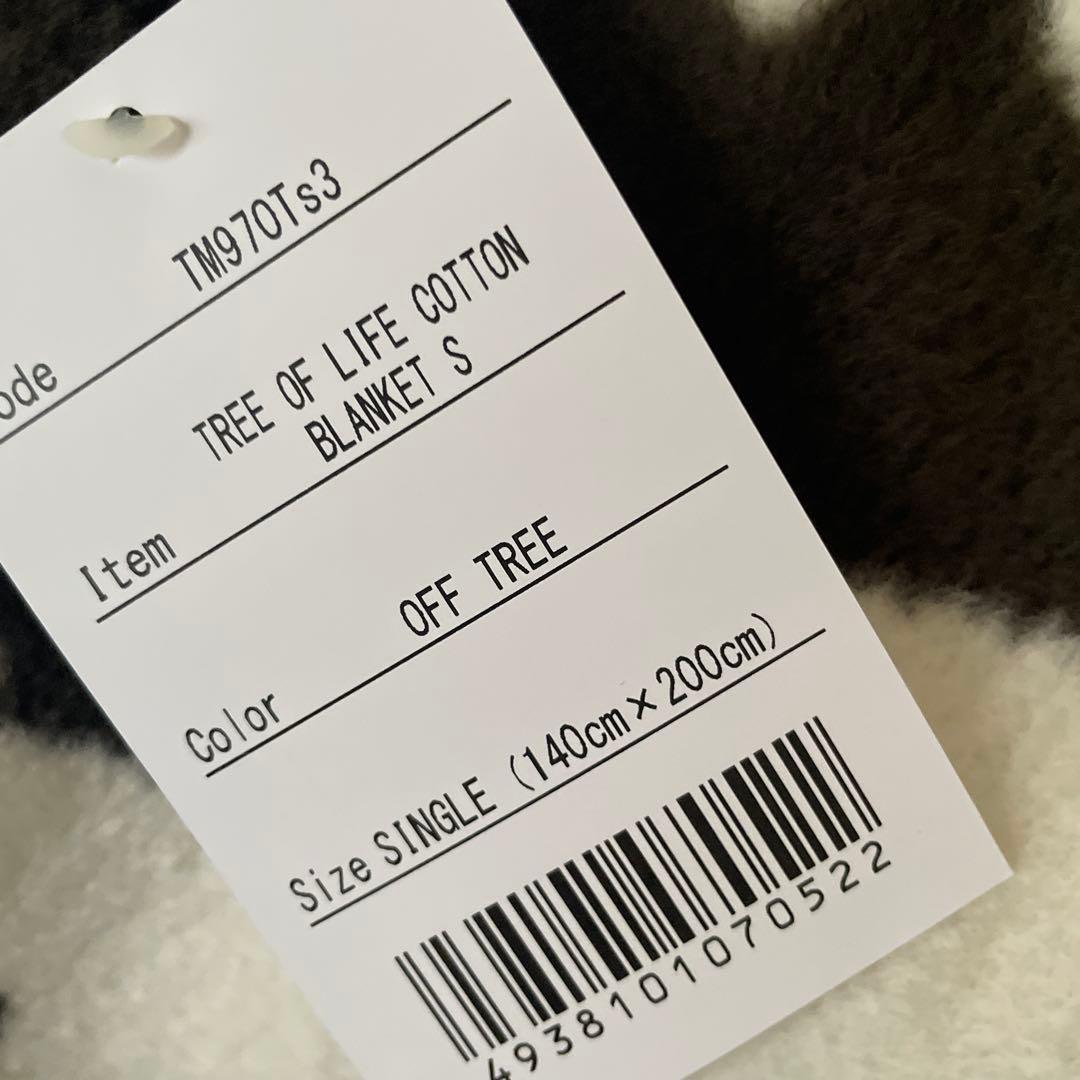 ode TM970Ts3
TREE OF LIFE COTTON
Item BLANKET S
Color OFF TREE
Size SINGLE (140cm×200cm)
4938101070522